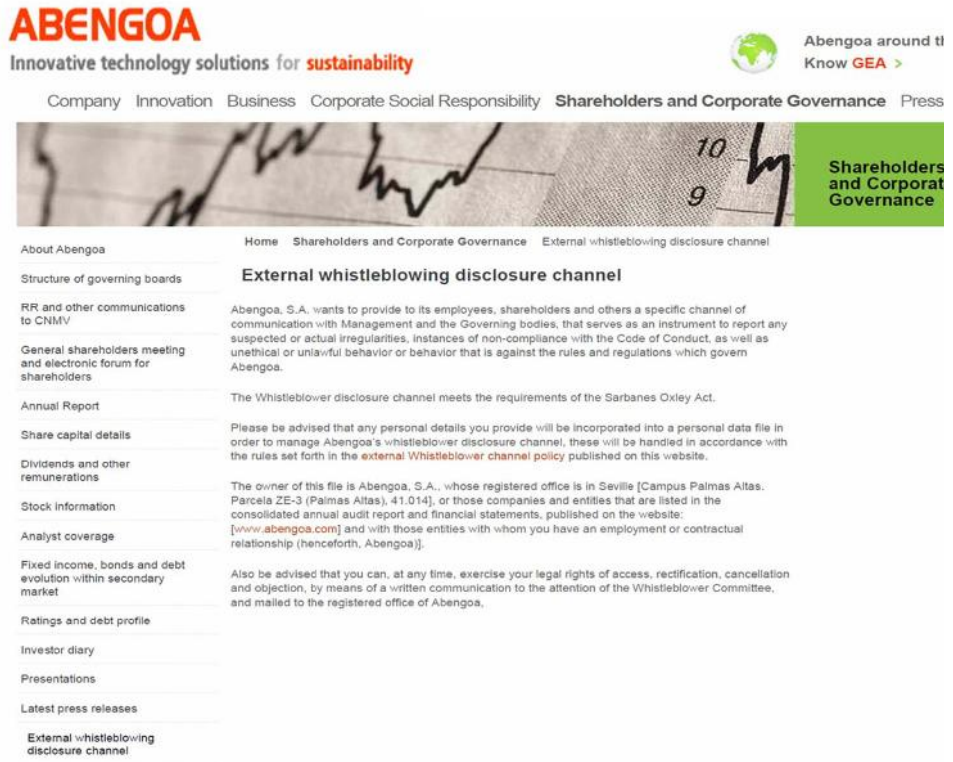 ABENGOA
Innovative technology solutions for sustainability
Abengoa around th
Know GEA >
Company Innovation Business Corporate Social Responsibility Shareholders and Corporate Governance Press
10
9
Shareholders
and Corporat
Governance
Home Shareholders and Corporate Governance External whistleblowing disclosure channel
About Abengoa
Structure of governing boards
RR and other communications
to CNMV
General shareholders meeting
and electronic forum for
shareholders
Annual Report
Share capital details
Dividends and other
remunerations
Stock information
Analyst coverage
Fixed income, bonds and debt
evolution within secondary
market
Ratings and debt profile
Investor diary
Presentations
Latest press releases
External whistleblowing
disclosure channel
External whistleblowing disclosure channel
Abengoa, S.A. wants to provide to its employees, shareholders and others a specific channel of
communication with Management and the Governing bodies, that serves as an instrument to report any
suspected or actual irregularities, instances of non-compliance with the Code of Conduct, as well as
unethical or unlawful behavior or behavior that is against the rules and regulations which govern
Abengoa.
The Whistleblower disclosure channel meets the requirements of the Sarbanes Oxley Act.
Please be advised that any personal details you provide will be incorporated into a personal data file in
order to manage Abengoa's whistleblower disclosure channel, these will be handled in accordance with
the rules set forth in the external Whistleblower channel policy published on this website.
The owner of this file is Abengoa, S.A., whose registered office is in Seville [Campus Palmas Altas.
Parcela ZE-3 (Palmas Altas), 41.014], or those companies and entities that are listed in the
consolidated annual audit report and financial statements, published on the website:
[www.abengoa.com] and with those entities with whom you have an employment or contractual
relationship (henceforth, Abengoa)].
Also be advised that you can, at any time, exercise your legal rights of access, rectification, cancellation
and objection, by means of a written communication to the attention of the Whistleblower Committee,
and mailed to the registered office of Abengoa,